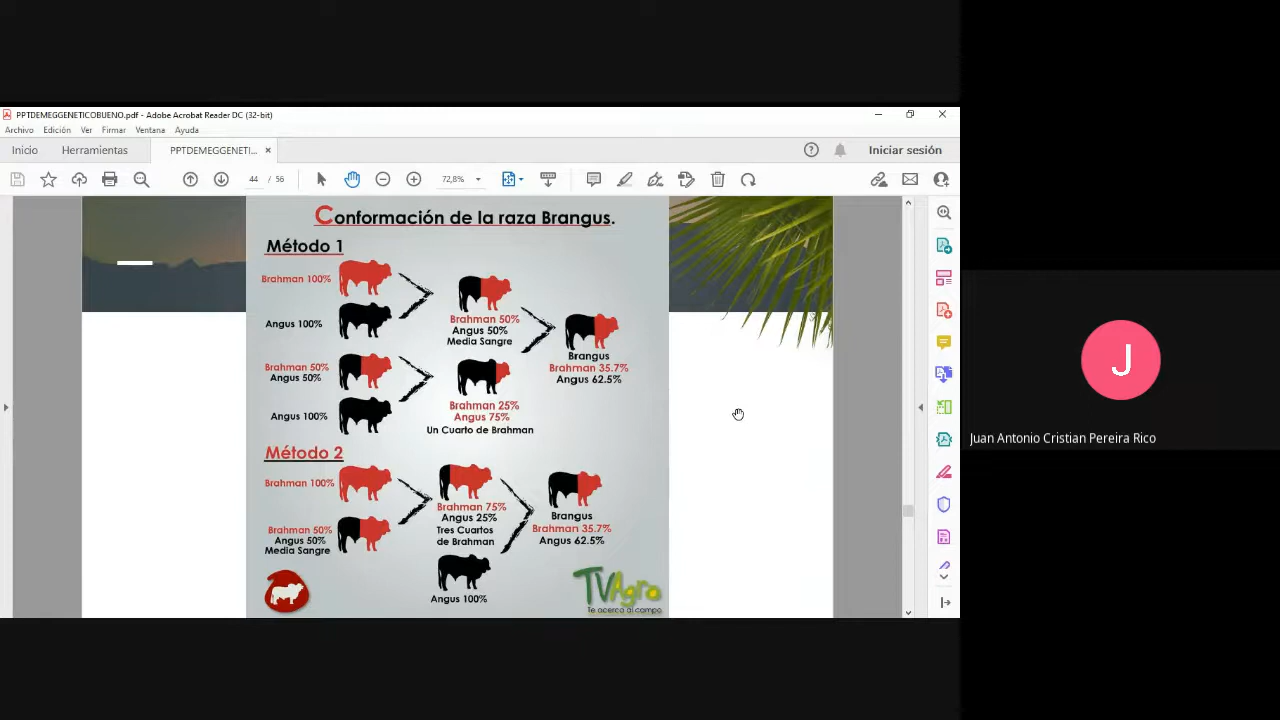 PPTDEMEGGENETICOBUENO.pdf - Adobe Acrobat Reader DC (32-bit)
Archivo Edición Ver Firmar Ventana Ayuda
Inicio Herramientas PPTDEMEGGENETI... Iniciar sesión
44 / 56 72,8%
Conformación de la raza Brangus.
Método 1
Brahman 100%
Angus 100%
Brahman 50%
Angus 50%
Media Sangre
Brahman 50%
Angus 50%
Angus 100%
Brahman 25%
Angus 75%
Un Cuarto de Brahman
Brangus
Brahman 35.7%
Angus 62.5%
Método 2
Brahman 100%
Brahman 50%
Angus 50%
Media Sangre
Brahman 75%
Angus 25%
Tres Cuartos
de Brahman
Angus 100%
Brangus
Brahman 35.7%
Angus 62.5%
TVAgro
Te acerca al campo
J
Juan Antonio Cristian Pereira Rico